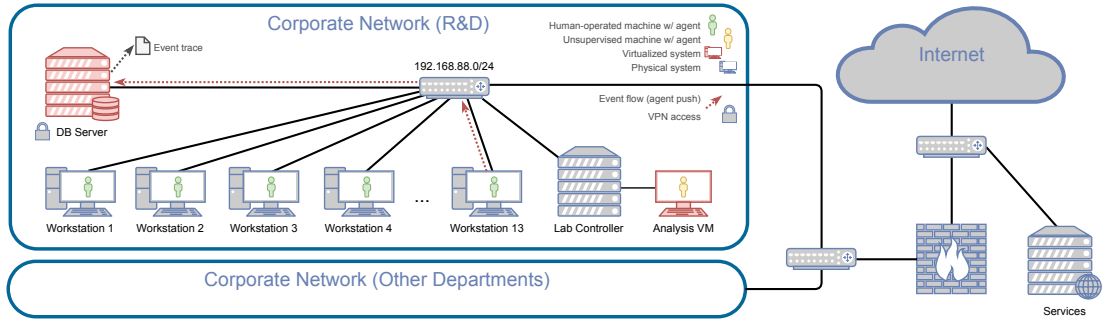 Corporate Network (R&D)
Human-operated machine w/ agent
Unsupervised machine w/ agent
Virtualized system
Physical system
Event trace
192.168.88.0/24
Event flow (agent push)
VPN access
DB Server
Internet
Workstation 1
Workstation 2
Workstation 3
Workstation 4
...
Workstation 13
Lab Controller
Analysis VM
Corporate Network (Other Departments)
Services